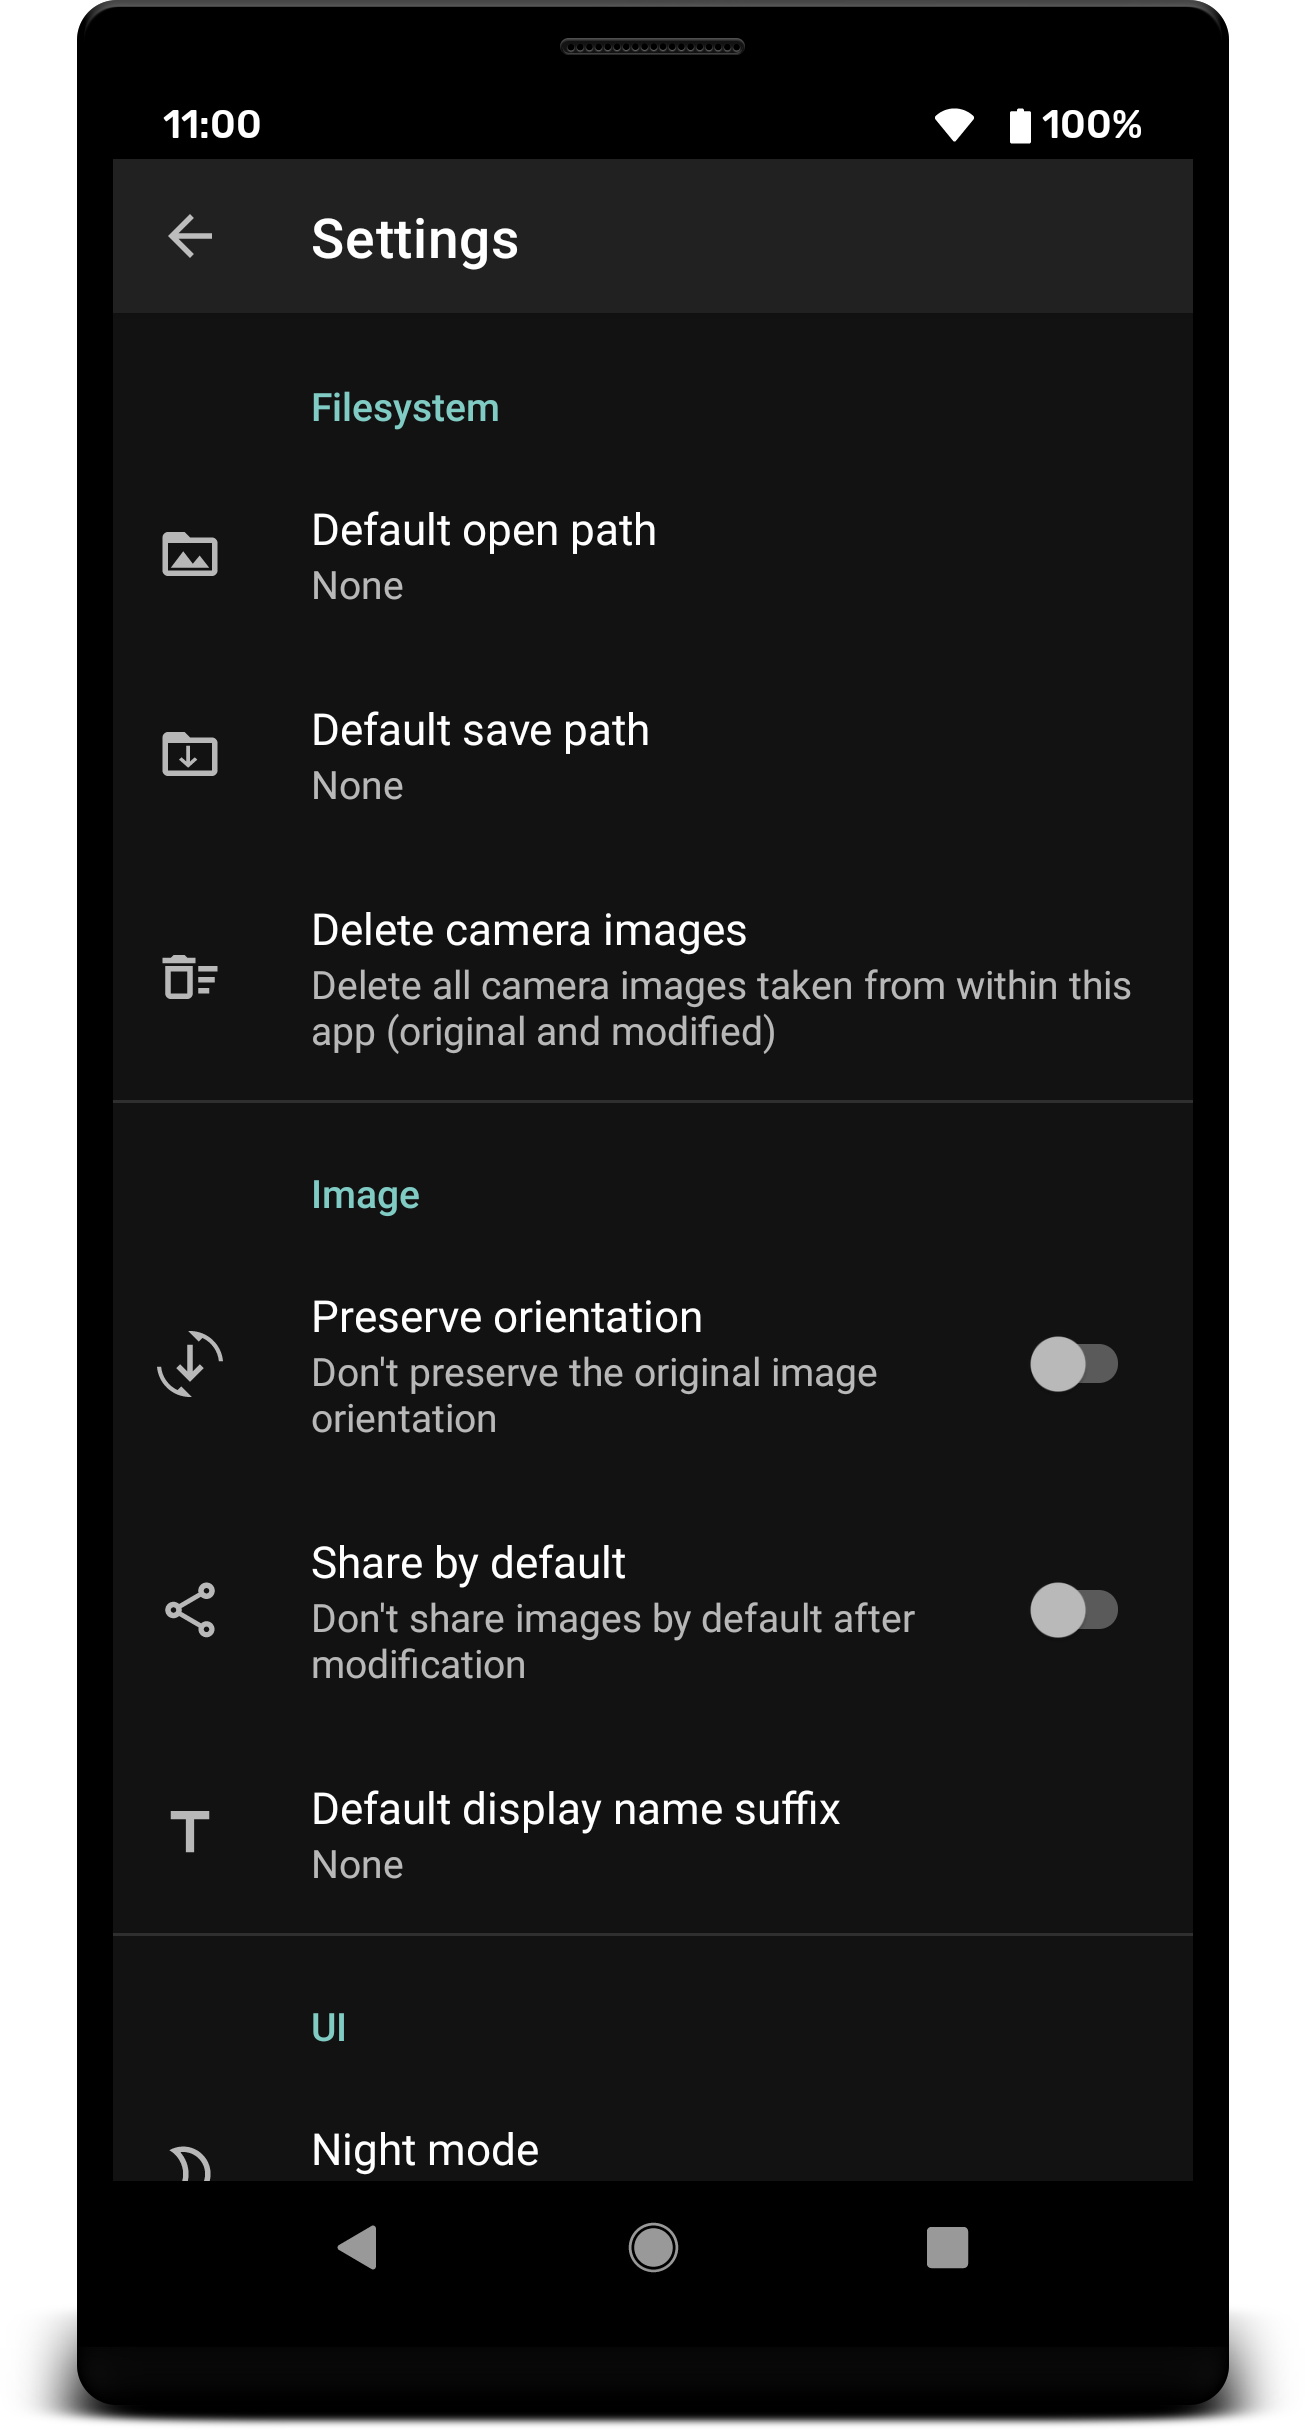 11:00
100%
Settings
Filesystem
Default open path
None
Default save path
None
Delete camera images
Delete all camera images taken from within this
app (original and modified)
Image
Preserve orientation
Don't preserve the original image
orientation
Share by default
Don't share images by default after
modification
T
Default display name suffix
None
UI
Night mode